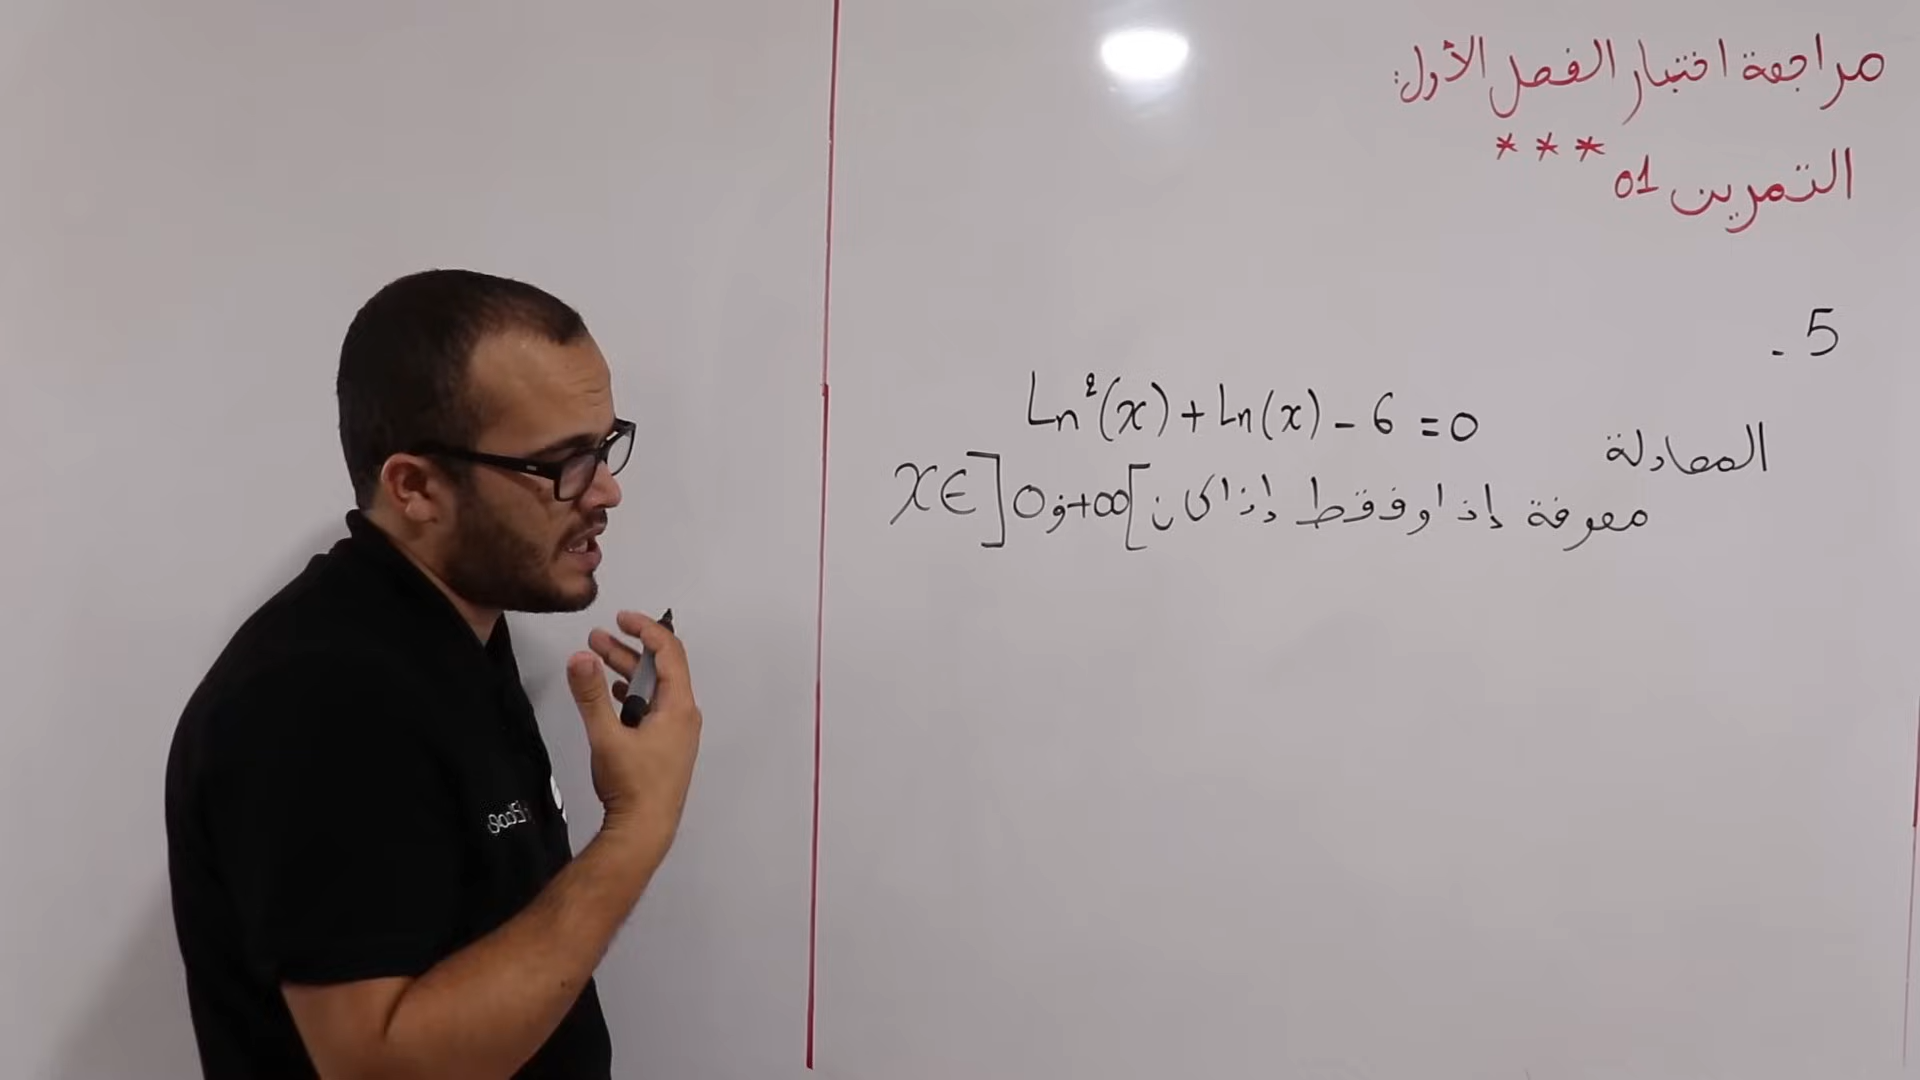 مراجعة اختبار الفصل الأول:
التمرين 01 ***
5 .
Ln²(x) + Ln(x) - 6 = 0
المعادلة
معرفة إذا وفقط إذا كان x∈]0;+∞[